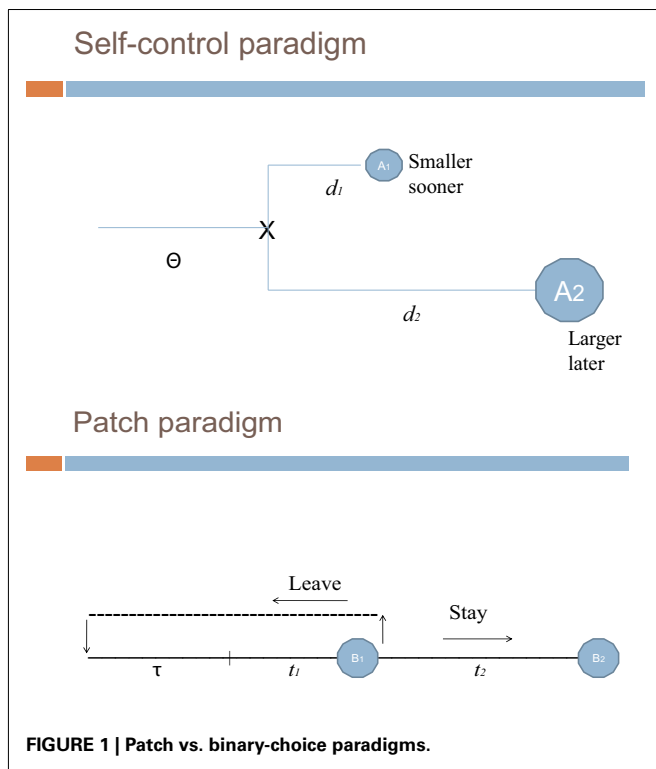 Self-control paradigm
A1
Smaller
sooner
d1
X
Θ
A2
d2
Larger
later
Patch paradigm
Leave
Stay
B1
B2
τ
t1
t2
FIGURE 1 | Patch vs. binary-choice paradigms.